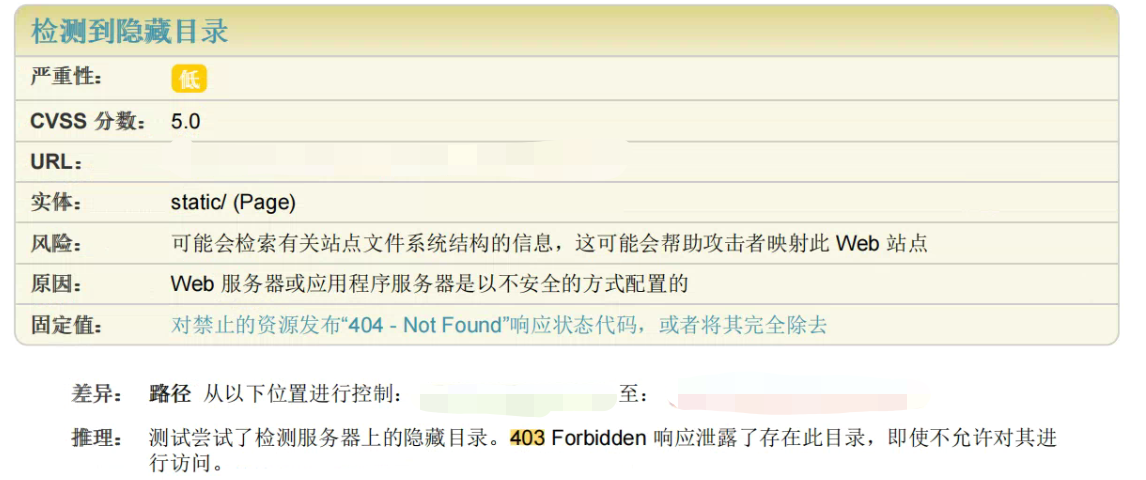 检测到隐藏目录
严重性： 低
CVSS 分数： 5.0
URL：
实体： static/ (Page)
风险： 可能会检索有关站点文件系统结构的信息，这可能会帮助攻击者映射此 Web 站点
原因： Web 服务器或应用程序服务器是以不安全的方式配置的
固定值： 对禁止的资源发布“404 - Not Found”响应状态代码，或者将其完全除去
差异： 路径 从以下位置进行控制： 至：
推理： 测试尝试了检测服务器上的隐藏目录。403 Forbidden 响应泄露了存在此目录，即使不允许对其进
行访问。